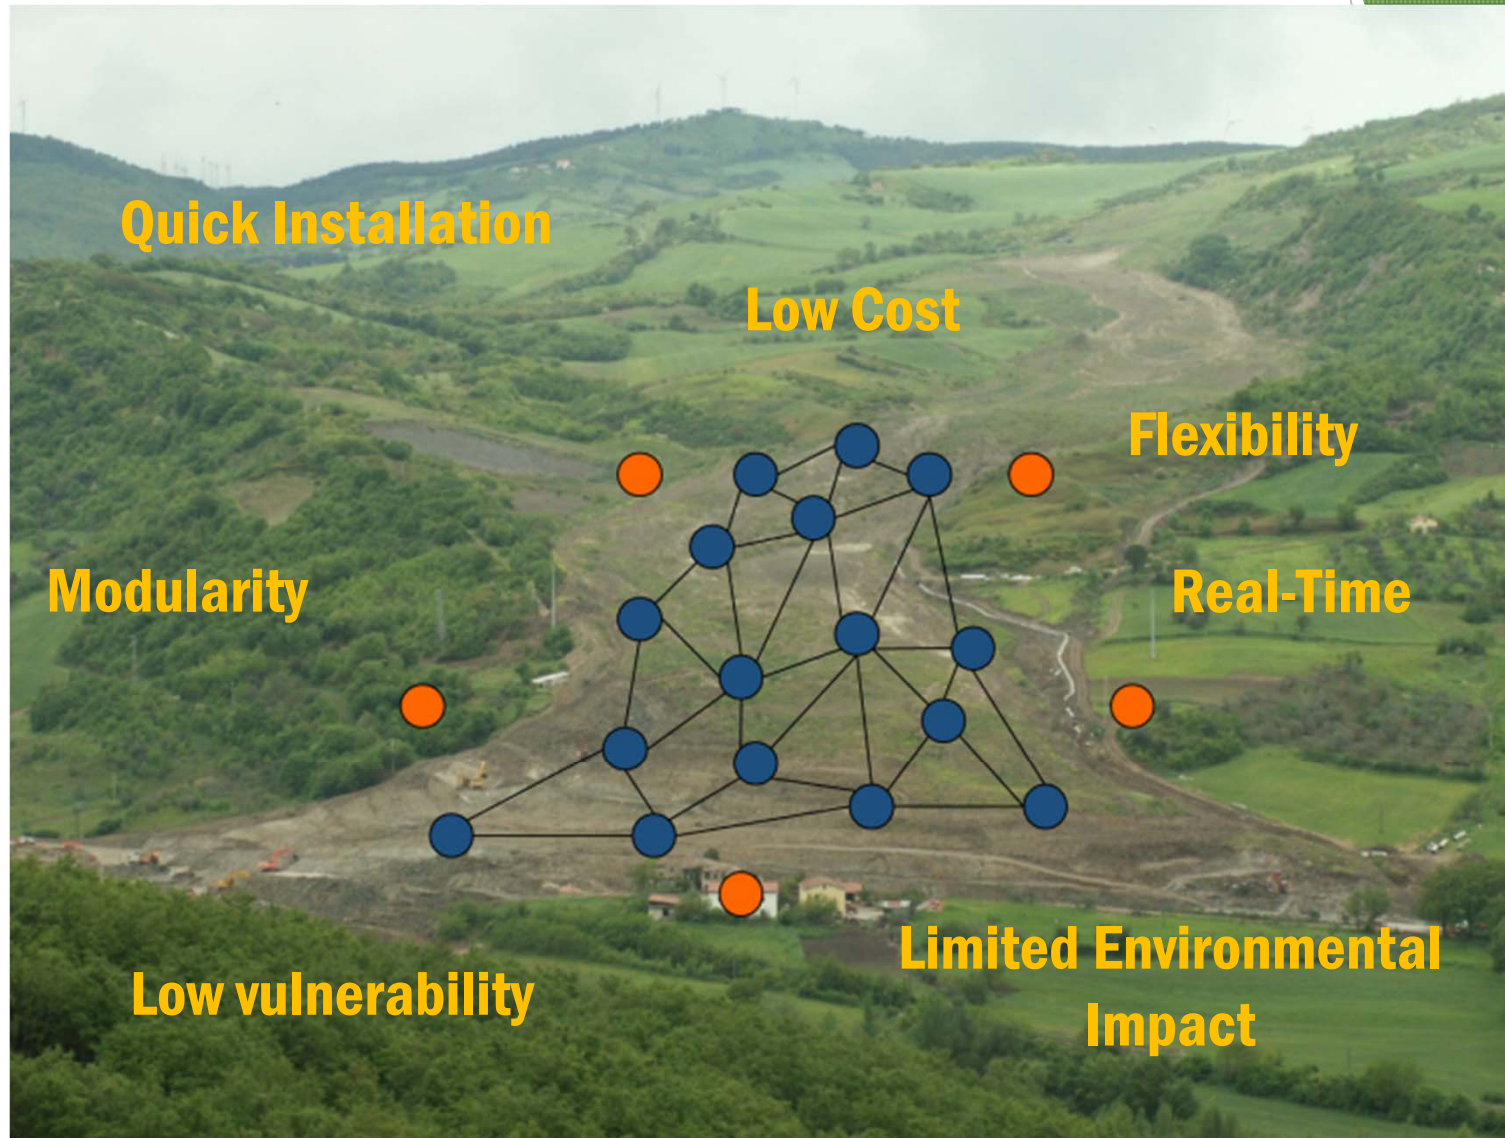 Quick Installation
Low Cost
Flexibility
Modularity
Real-Time
Limited Environmental
Impact
Low vulnerability